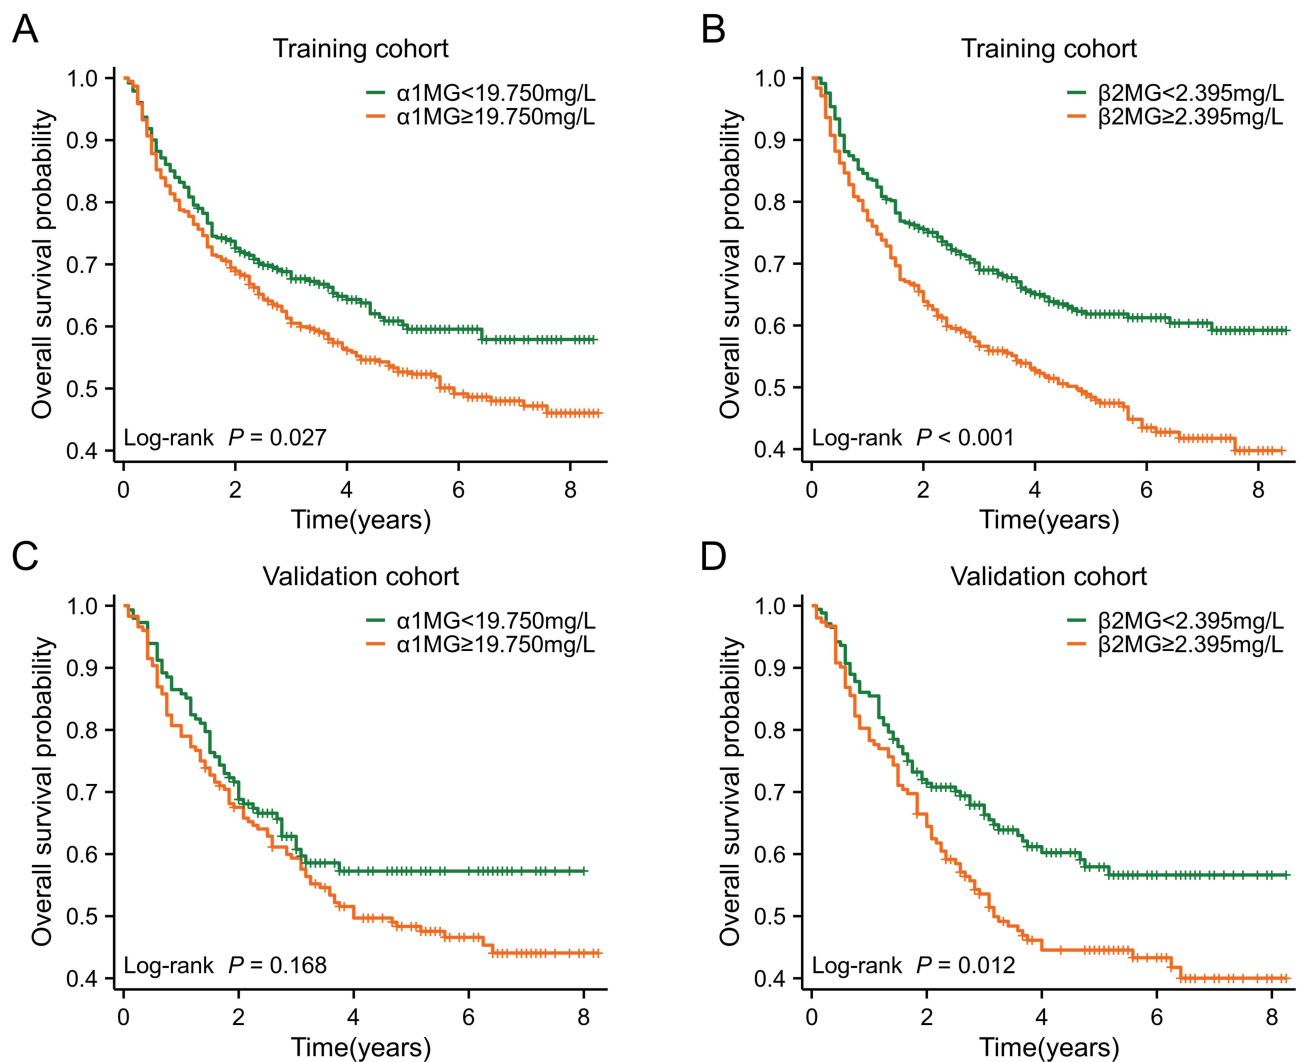 A
Training cohort
α1MG<19.750mg/L
α1MG≥19.750mg/L
Overall survival probability
1.0
0.9
0.8
0.7
0.6
0.5
0.4
Log-rank P = 0.027
0 2 4 6 8
Time(years)
B
Training cohort
β2MG<2.395mg/L
β2MG≥2.395mg/L
Overall survival probability
1.0
0.9
0.8
0.7
0.6
0.5
0.4
Log-rank P < 0.001
0 2 4 6 8
Time(years)
C
Validation cohort
α1MG<19.750mg/L
α1MG≥19.750mg/L
Overall survival probability
1.0
0.9
0.8
0.7
0.6
0.5
0.4
Log-rank P = 0.168
0 2 4 6 8
Time(years)
D
Validation cohort
β2MG<2.395mg/L
β2MG≥2.395mg/L
Overall survival probability
1.0
0.9
0.8
0.7
0.6
0.5
0.4
Log-rank P = 0.012
0 2 4 6 8
Time(years)